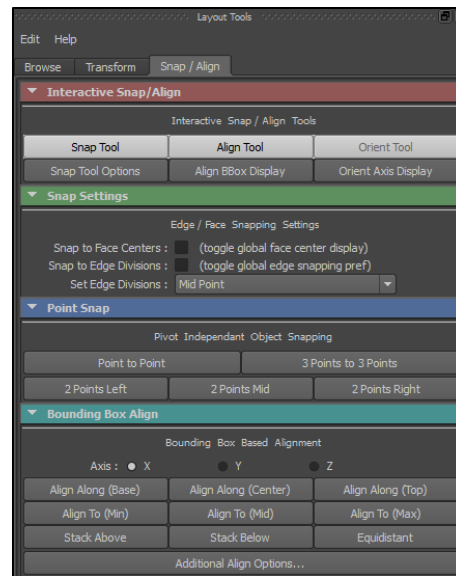 Layout Tools
Edit Help
Browse Transform Snap / Align
Interactive Snap/Align
Interactive Snap / Align Tools
Snap Tool Align Tool Orient Tool
Snap Tool Options Align BBox Display Orient Axis Display
Snap Settings
Edge / Face Snapping Settings
Snap to Face Centers : (toggle global face center display)
Snap to Edge Divisions : (toggle global edge snapping pref)
Set Edge Divisions : Mid Point
Point Snap
Pivot Independant Object Snapping
Point to Point 3 Points to 3 Points
2 Points Left 2 Points Mid 2 Points Right
Bounding Box Align
Bounding Box Based Alignment
Axis : X Y Z
Align Along (Base) Align Along (Center) Align Along (Top)
Align To (Min) Align To (Mid) Align To (Max)
Stack Above Stack Below Equidistant
Additional Align Options...